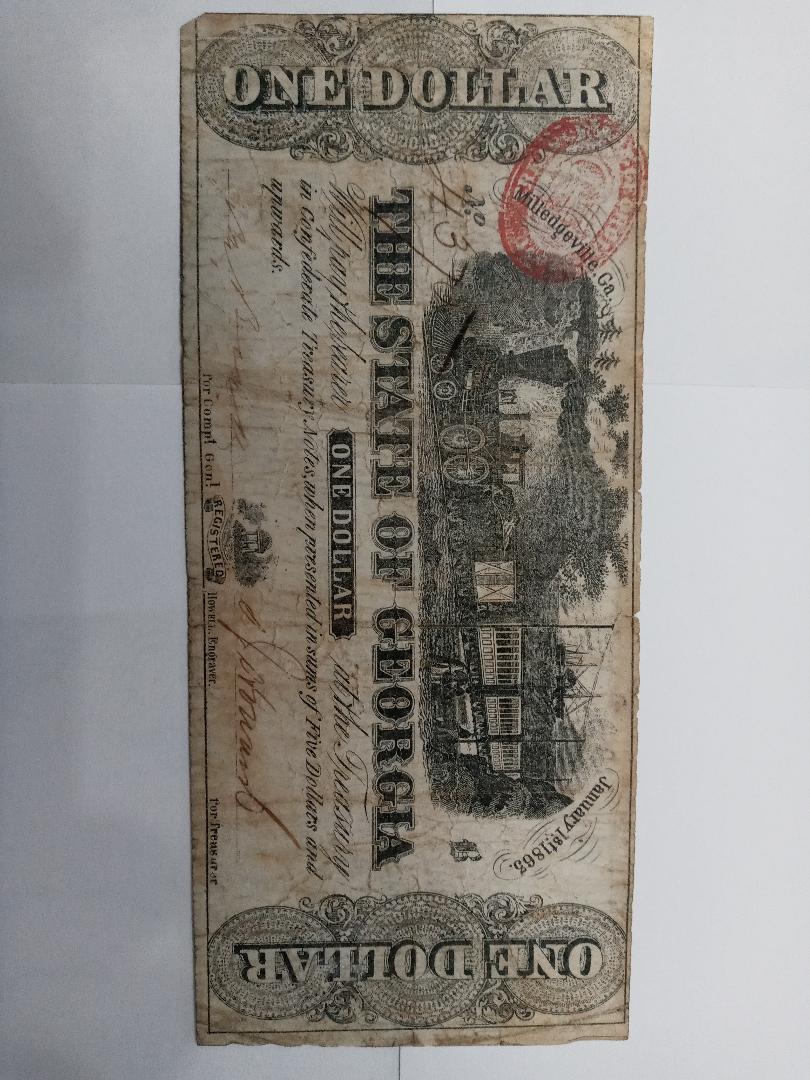 ONE DOLLAR
Milledgeville, Ga.
January 1st 1863.
No
B
THE STATE OF GEORGIA
Will pay the bearer ONE DOLLAR at the Treasury
in Confederate Treasury Notes, when presented in sums of Five Dollars and
upwards.
For Compt. Genl.
REGISTERED
HOWELL, Engraver.
For Treasurer
ONE DOLLAR